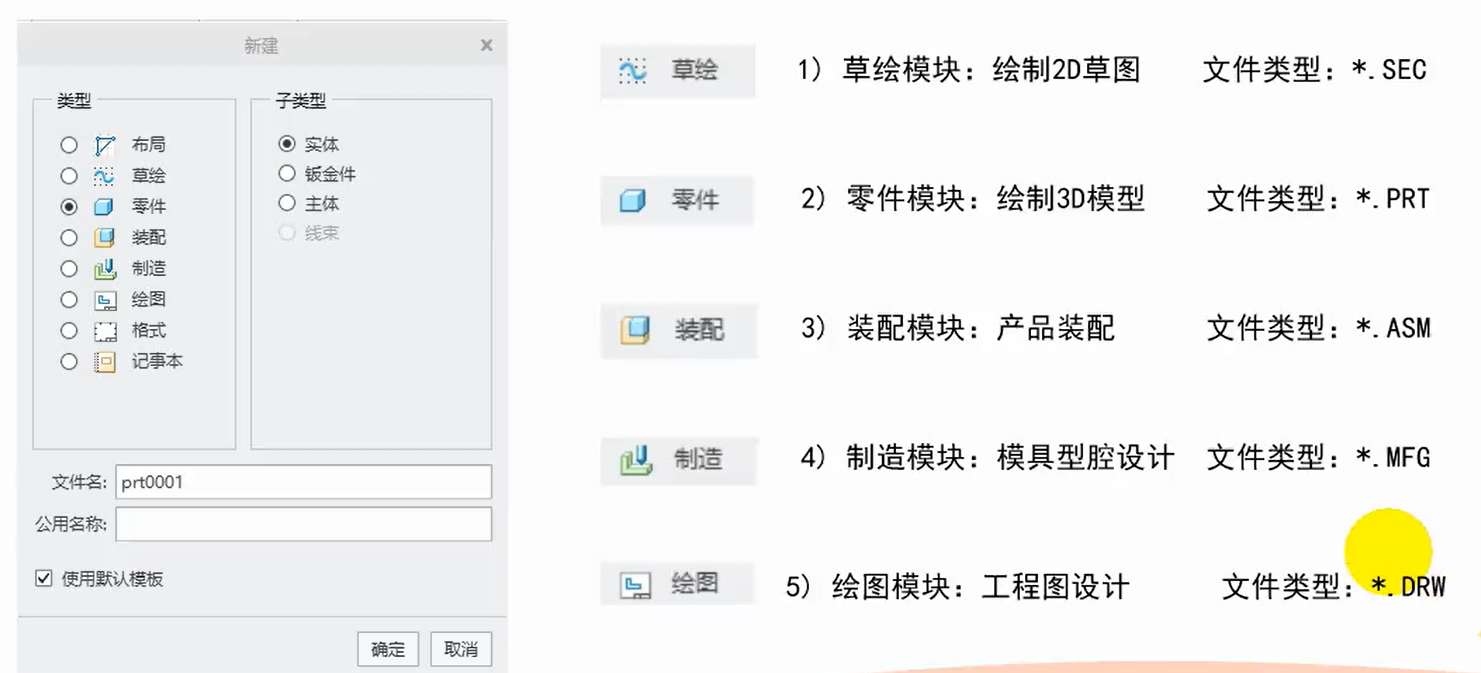 新建
类型
布局
草绘
零件
装配
制造
绘图
格式
记事本
子类型
实体
钣金件
主体
线束
文件名: prt0001
公用名称:
使用默认模板
确定 取消
草绘 1) 草绘模块: 绘制2D草图 文件类型: *.SEC
零件 2) 零件模块: 绘制3D模型 文件类型: *.PRT
装配 3) 装配模块: 产品装配 文件类型: *.ASM
制造 4) 制造模块: 模具型腔设计 文件类型: *.MFG
绘图 5) 绘图模块: 工程图设计 文件类型: *.DRW